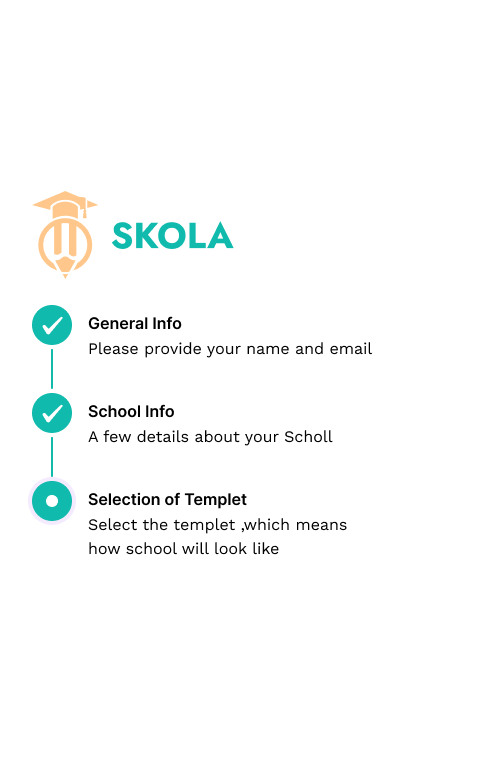 SKOLA
General Info
Please provide your name and email
School Info
A few details about your Scholl
Selection of Templet
Select the templet ,which means
how school will look like